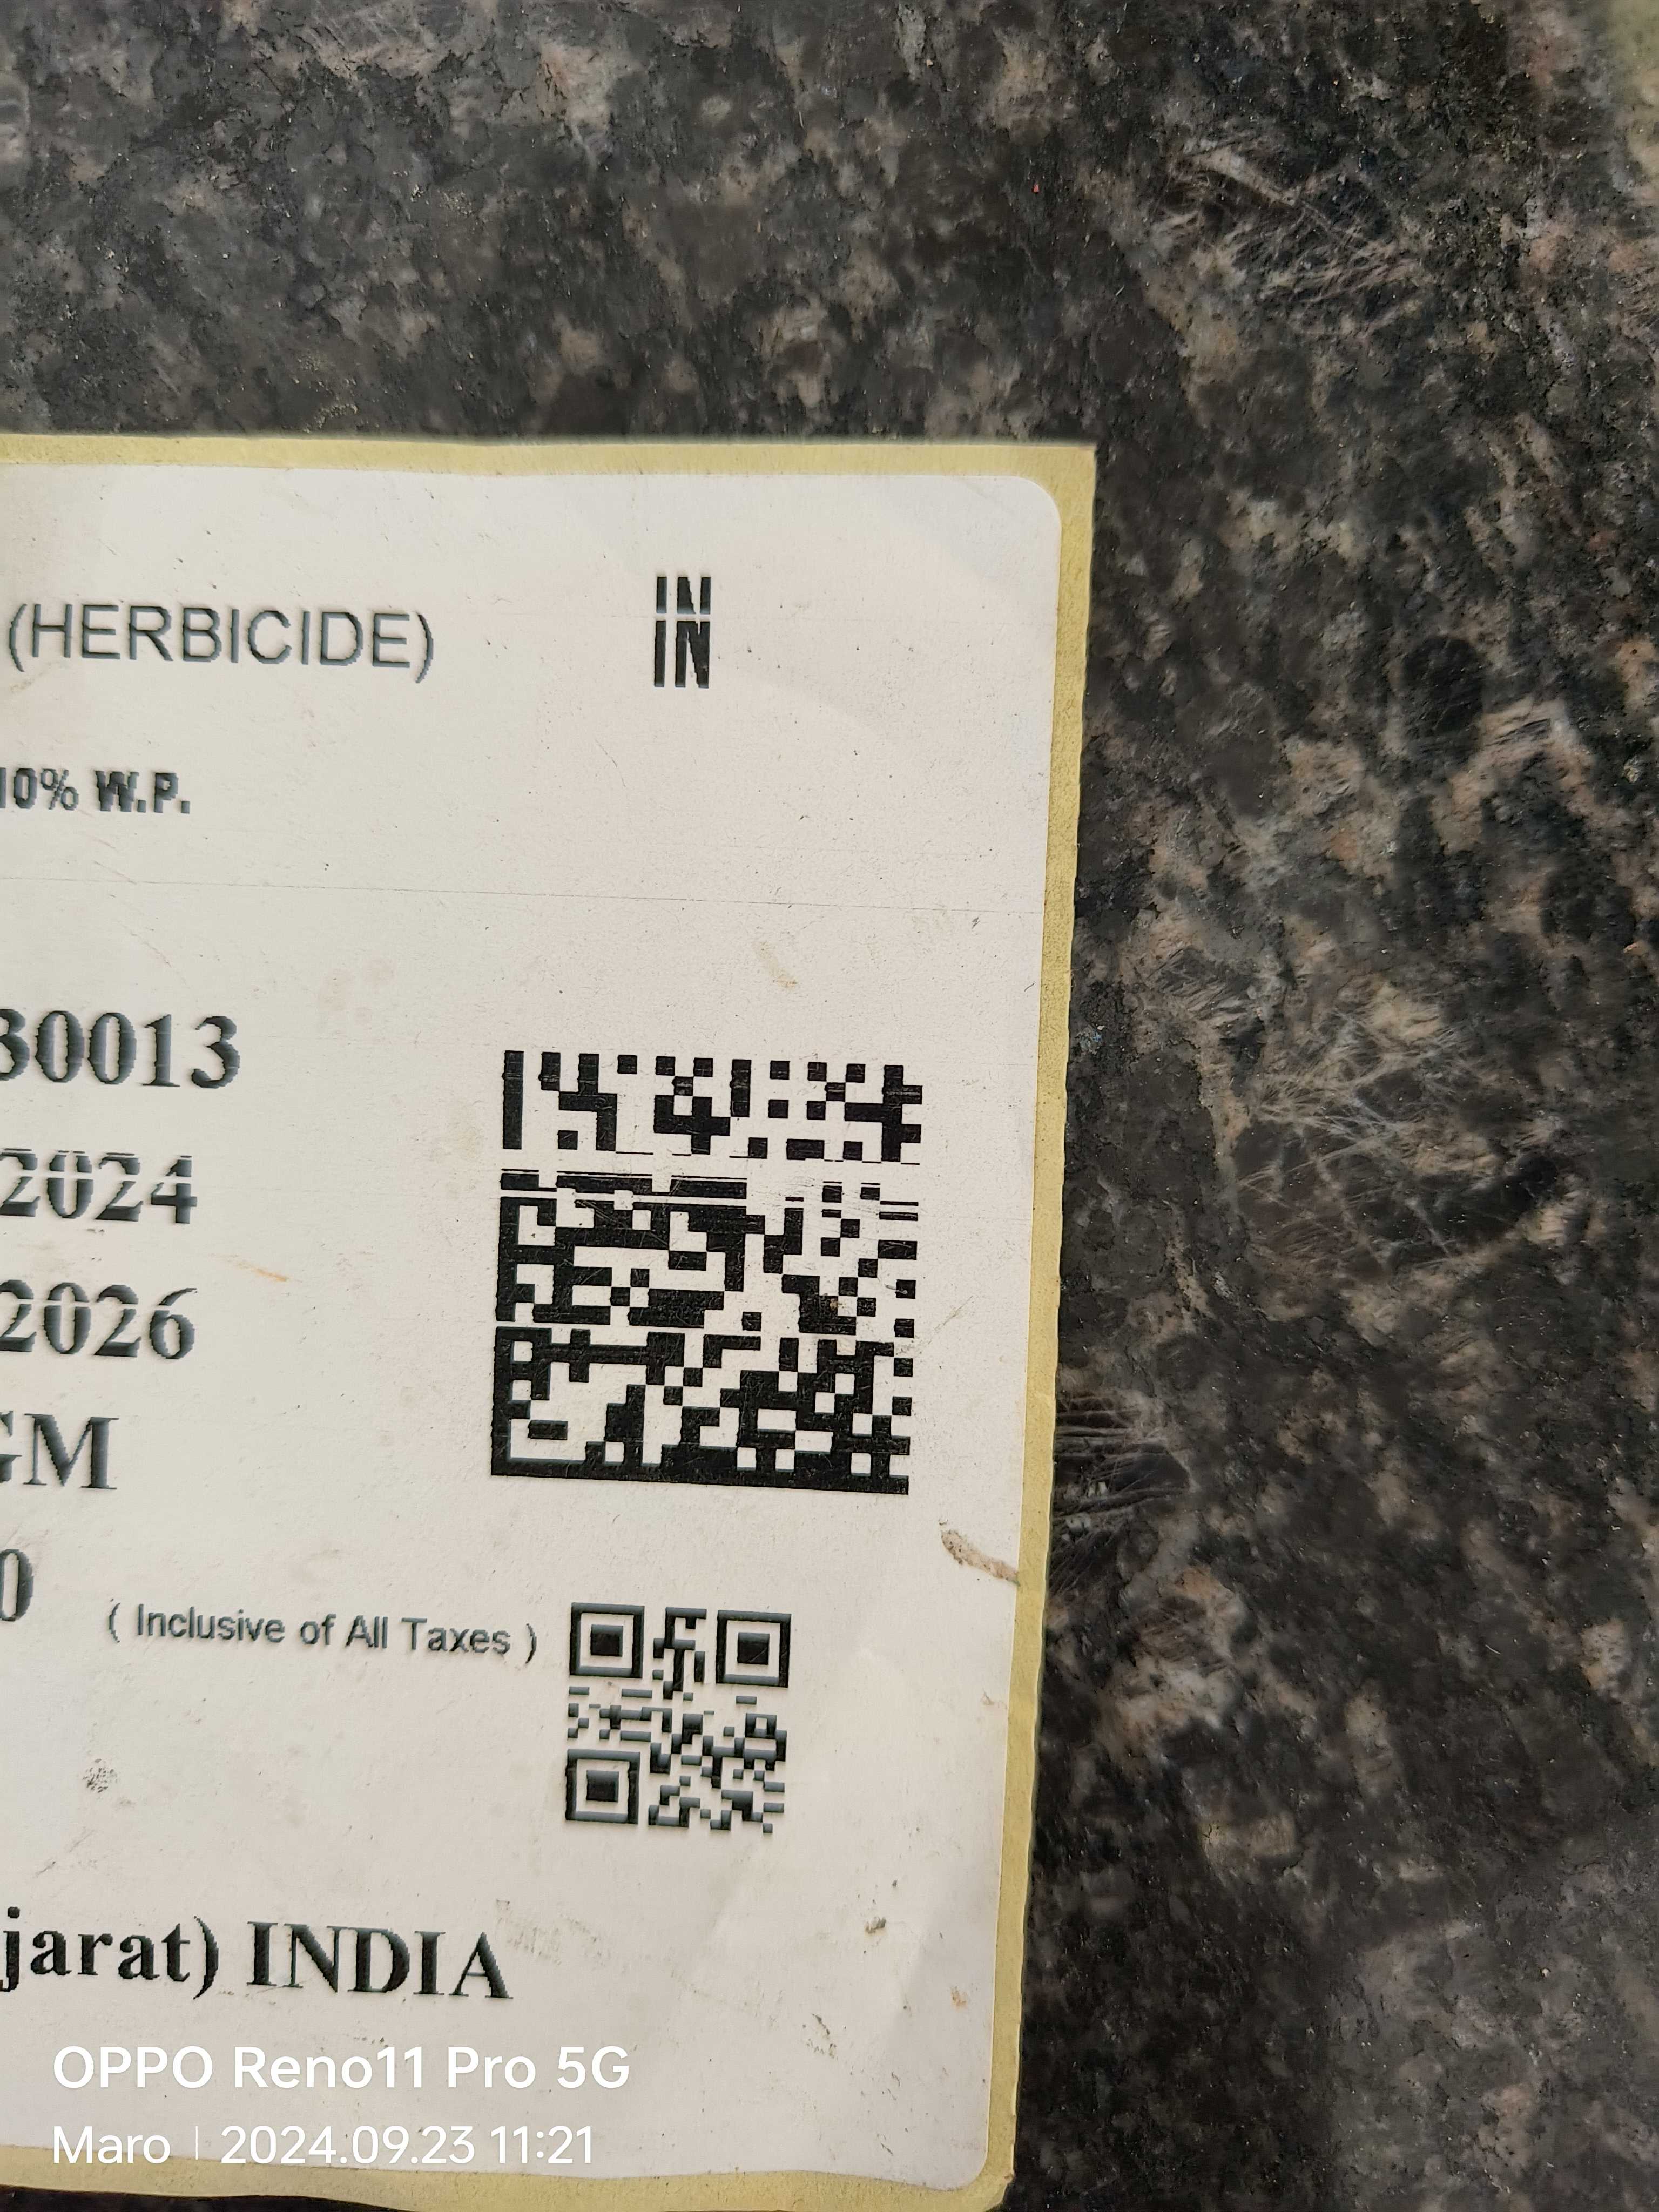 (HERBICIDE)
IN
IN
10% W.P.
30013
2024
2026
GM
0
( Inclusive of All Taxes )
jarat) INDIA
OPPO Reno11 Pro 5G
Maro | 2024.09.23 11:21